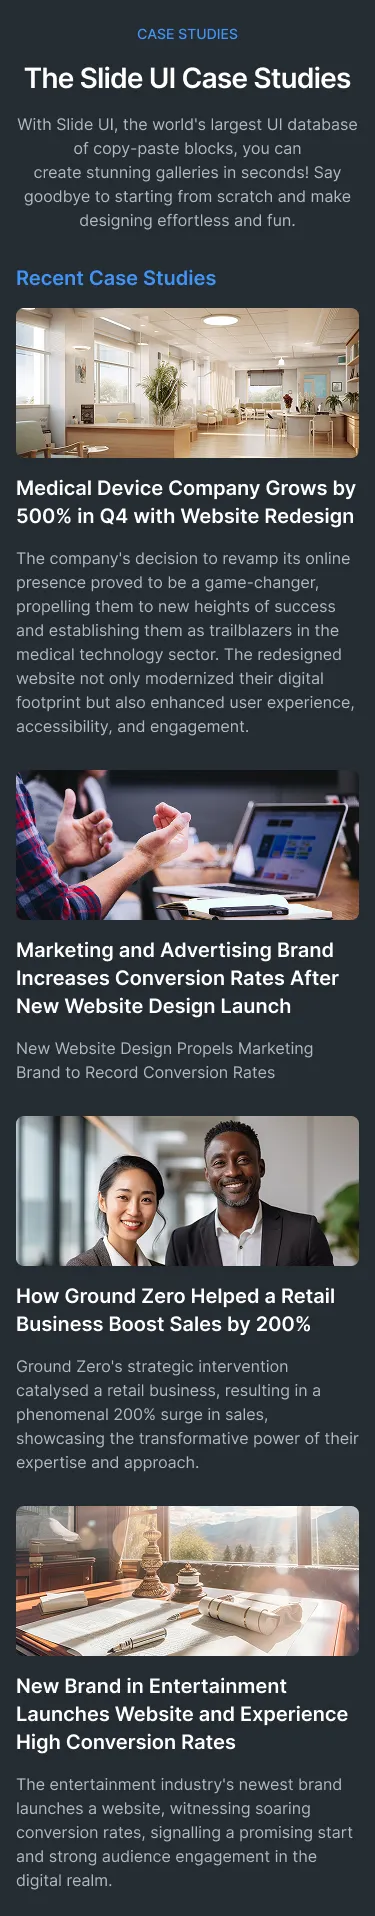 CASE STUDIES
The Slide UI Case Studies
With Slide UI, the world's largest UI database
of copy-paste blocks, you can
create stunning galleries in seconds! Say
goodbye to starting from scratch and make
designing effortless and fun.
Recent Case Studies
Medical Device Company Grows by
500% in Q4 with Website Redesign
The company's decision to revamp its online
presence proved to be a game-changer,
propelling them to new heights of success
and establishing them as trailblazers in the
medical technology sector. The redesigned
website not only modernized their digital
footprint but also enhanced user experience,
accessibility, and engagement.
Marketing and Advertising Brand
Increases Conversion Rates After
New Website Design Launch
New Website Design Propels Marketing
Brand to Record Conversion Rates
How Ground Zero Helped a Retail
Business Boost Sales by 200%
Ground Zero's strategic intervention
catalysed a retail business, resulting in a
phenomenal 200% surge in sales,
showcasing the transformative power of their
expertise and approach.
New Brand in Entertainment
Launches Website and Experience
High Conversion Rates
The entertainment industry's newest brand
launches a website, witnessing soaring
conversion rates, signalling a promising start
and strong audience engagement in the
digital realm.